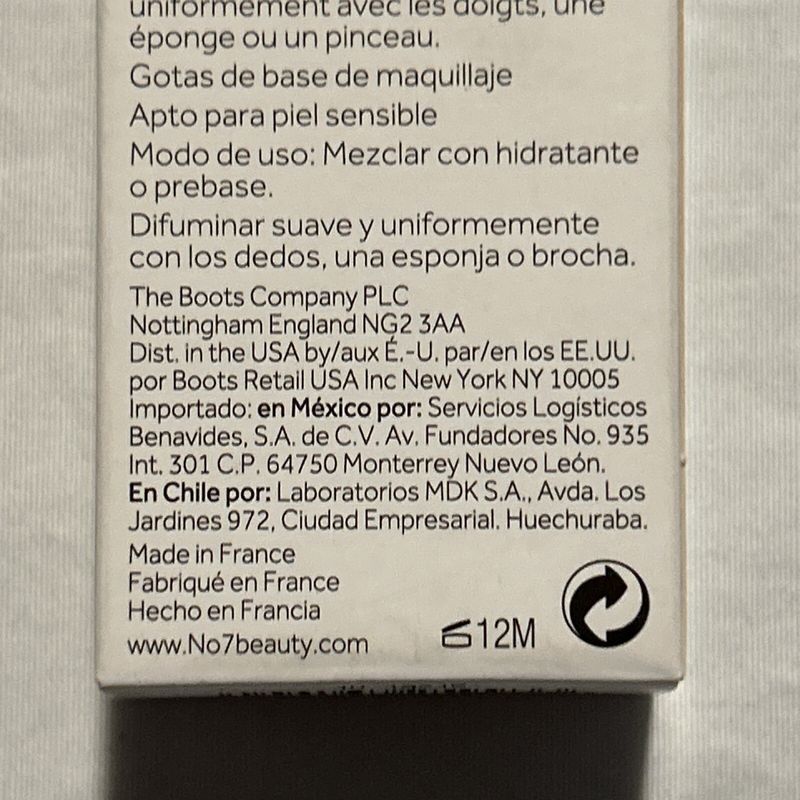 uniformément avec les doigts, une
éponge ou un pinceau.
Gotas de base de maquillaje
Apto para piel sensible
Modo de uso: Mezclar con hidratante
o prebase.
Difuminar suave y uniformemente
con los dedos, una esponja o brocha.
The Boots Company PLC
Nottingham England NG2 3AA
Dist. in the USA by/aux É.-U. par/en los EE.UU.
por Boots Retail USA Inc New York NY 10005
Importado: en México por: Servicios Logísticos
Benavides, S.A. de C.V. Av. Fundadores No. 935
Int. 301 C.P. 64750 Monterrey Nuevo León.
En Chile por: Laboratorios MDK S.A., Avda. Los
Jardines 972, Ciudad Empresarial. Huechuraba.
Made in France
Fabriqué en France
Hecho en Francia
www.No7beauty.com
12M